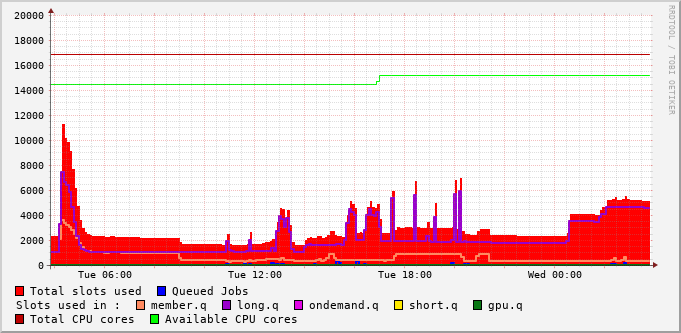 20000
18000
16000
14000
12000
10000
8000
6000
4000
2000
0
Tue 06:00 Tue 12:00 Tue 18:00 Wed 00:00
RRDTOOL / TOBI OETIKER
Total slots used Queued Jobs
Slots used in : member.q long.q ondemand.q short.q gpu.q
Total CPU cores Available CPU cores